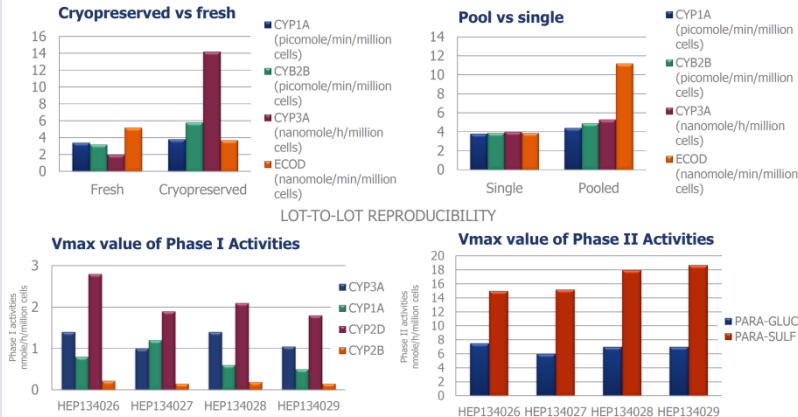 Cryopreserved vs fresh
16
14
12
10
8
6
4
2
0
Fresh
Cryopreserved
CYP1A
(picomole/min/million
cells)
CYB2B
(picomole/min/million
cells)
CYP3A
(nanomole/h/million
cells)
ECOD
(nanomole/min/million
cells)
Pool vs single
14
12
10
8
6
4
2
0
Single
Pooled
CYP1A
(picomole/min/million
cells)
CYB2B
(picomole/min/million
cells)
CYP3A
(nanomole/h/million
cells)
ECOD
(nanomole/min/million
cells)
LOT-TO-LOT REPRODUCIBILITY
Vmax value of Phase I Activities
Phase I activities
nmole/h/million cells
3
2
1
0
HEP134026
HEP134027
HEP134028
HEP134029
CYP3A
CYP1A
CYP2D
CYP2B
Vmax value of Phase II Activities
Phase II activities
nmole/h/million cells
20
18
16
14
12
10
8
6
4
2
0
HEP134026
HEP134027
HEP134028
HEP134029
PARA-GLUC
PARA-SULF